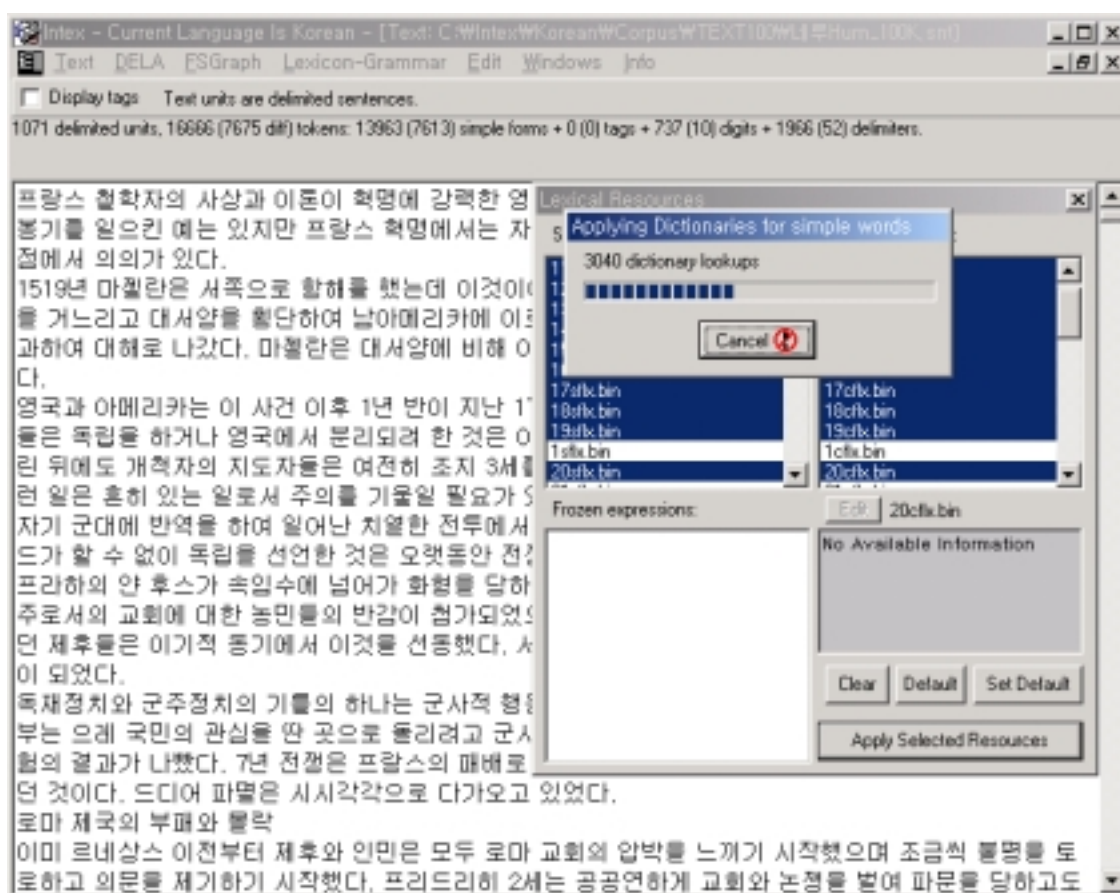 Intex - Current Language Is Korean - [Text: C:₩Intex₩Korean₩Corpus₩TEXT100₩내루Hum_100K.snt]
Text DELA FSGraph Lexicon-Grammar Edit Windows Info
Display tags Text units are delimited sentences.
1071 delimited units, 16666 (7675 diff) tokens: 13963 (7613) simple forms + 0 (0) tags + 737 (10) digits + 1966 (52) delimiters.
프랑스 철학자의 사상과 이론이 혁명에 강력한 영
봉기를 일으킨 예는 있지만 프랑스 혁명에서는 자
점에서 의의가 있다.
1519년 마젤란은 서쪽으로 항해를 했는데 이것이
을 거느리고 대서양을 횡단하여 남아메리카에 이르
과하여 대해로 나갔다. 마젤란은 대서양에 비해 이
다.
영국과 아메리카는 이 사건 이후 1년 반이 지난 1
들은 독립을 하거나 영국에서 분리되려 한 것은 이
린 위에도 개척자의 지도자들은 여전히 조지 3세를
런 일은 흔히 있는 일로서 주의를 기울일 필요가
자기 군대에 반역을 하여 일어난 치열한 전투에서
드가 할 수 없이 독립을 선언한 것은 오랫동안 전쟁
프라하의 얀 후스가 속임수에 넘어가 화형을 당하
주로서의 교회에 대한 농민들의 반감이 첨가되었으
던 제후들은 이기적 동기에서 이것을 선동했다. 서
이 되었다.
독재정치와 군주정치의 기틀의 하나는 군사적 행
부는 으레 국민의 관심을 딴 곳으로 돌리려고 군사
험의 결과가 나빴다. 7년 전쟁은 프랑스의 패배로
던 것이다. 드디어 파멸은 시시각각으로 다가오고 있었다.
로마 제국의 부패와 몰락
이미 르네상스 이전부터 제후와 인민은 모두 로마 교회의 압박을 느끼기 시작했으며 조금씩 불평을 토
로하고 의문을 제기하기 시작했다. 프리드리히 2세는 공공연하게 교회와 논쟁을 벌여 파문을 당하고도
Lexical Resources
Applying Dictionaries for simple words
3040 dictionary lookups
Cancel
17sflx.bin 17cflx.bin
18sflx.bin 18cflx.bin
19sflx.bin 19cflx.bin
1sflx.bin 1cflx.bin
20sflx.bin 20cflx.bin
Frozen expressions: Edit 20cflx.bin
No Available Information
Clear Default Set Default
Apply Selected Resources